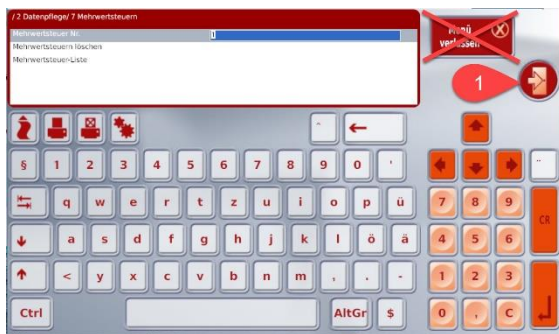 / 2 Datenpflege/ 7 Mehrwertsteuern
Mehrwertsteuer Nr. 1
Mehrwertsteuern löschen
Mehrwertsteuer-Liste
Menü
verlassen
1
^ ←
§ 1 2 3 4 5 6 7 8 9 0 '
q w e r t z u i o p ü
a s d f g h j k l ö ä
< y x c v b n m , . -
Ctrl AltGr $
¨
7 8 9 CR
4 5 6
1 2 3
0 , C